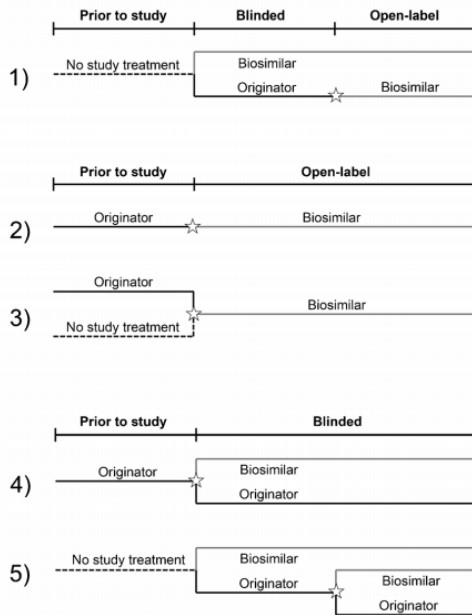 Prior to study Blinded Open-label
1) No study treatment Biosimilar
Originator Biosimilar
Prior to study Open-label
2) Originator Biosimilar
Originator
3) Biosimilar
No study treatment
Prior to study Blinded
4) Originator Biosimilar
Originator
5) No study treatment Biosimilar
Originator Biosimilar
Originator